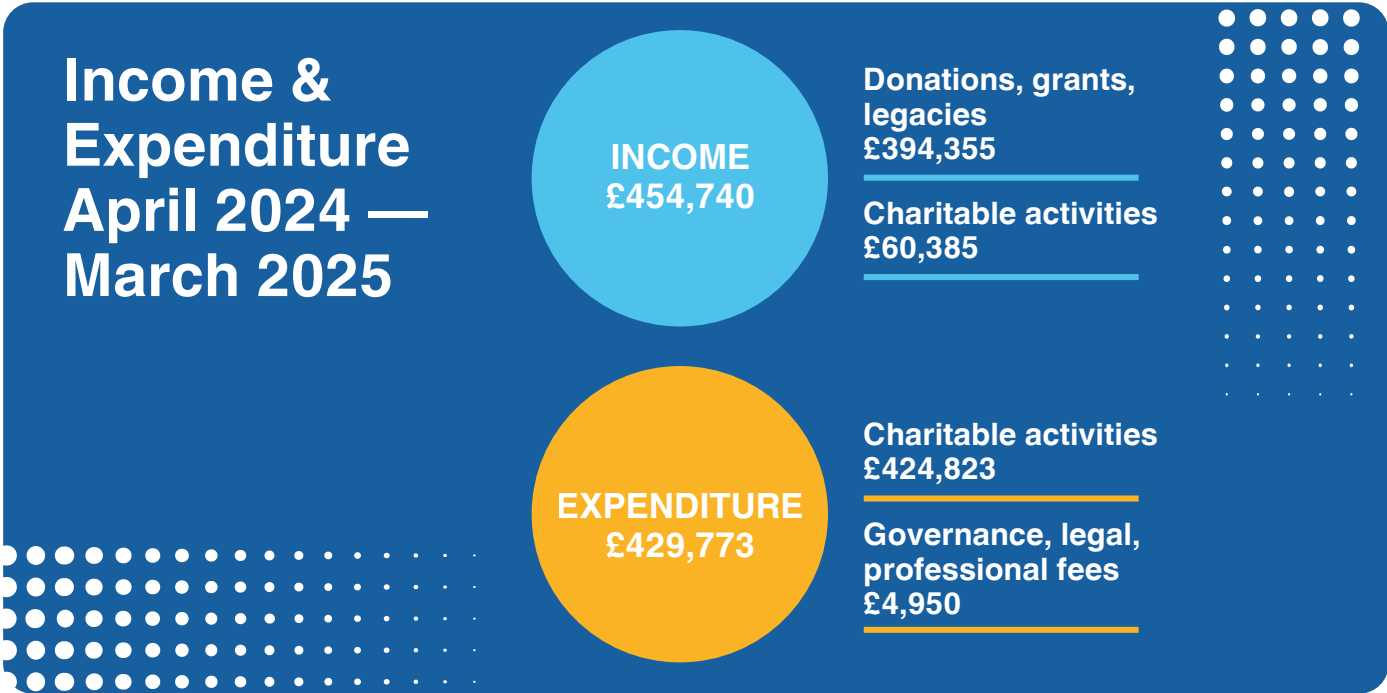 Income &
Expenditure
April 2024 —
March 2025
INCOME
£454,740
Donations, grants,
legacies
£394,355
Charitable activities
£60,385
EXPENDITURE
£429,773
Charitable activities
£424,823
Governance, legal,
professional fees
£4,950